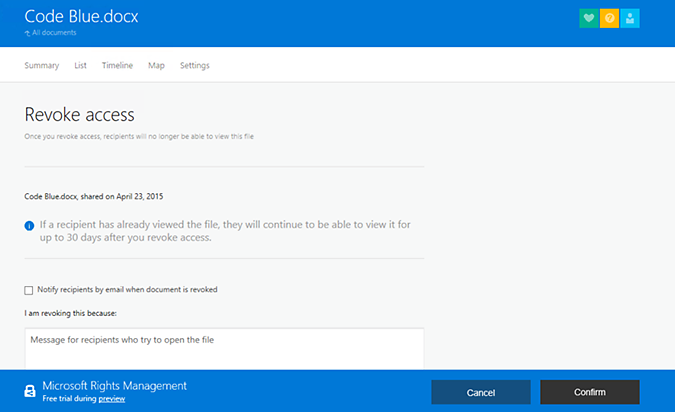 Code Blue.docx
All documents
Summary List Timeline Map Settings
Revoke access
Once you revoke access, recipients will no longer be able to view this file
Code Blue.docx, shared on April 23, 2015
If a recipient has already viewed the file, they will continue to be able to view it for
up to 30 days after you revoke access.
Notify recipients by email when document is revoked
I am revoking this because:
Message for recipients who try to open the file
Microsoft Rights Management
Free trial during preview
Cancel Confirm